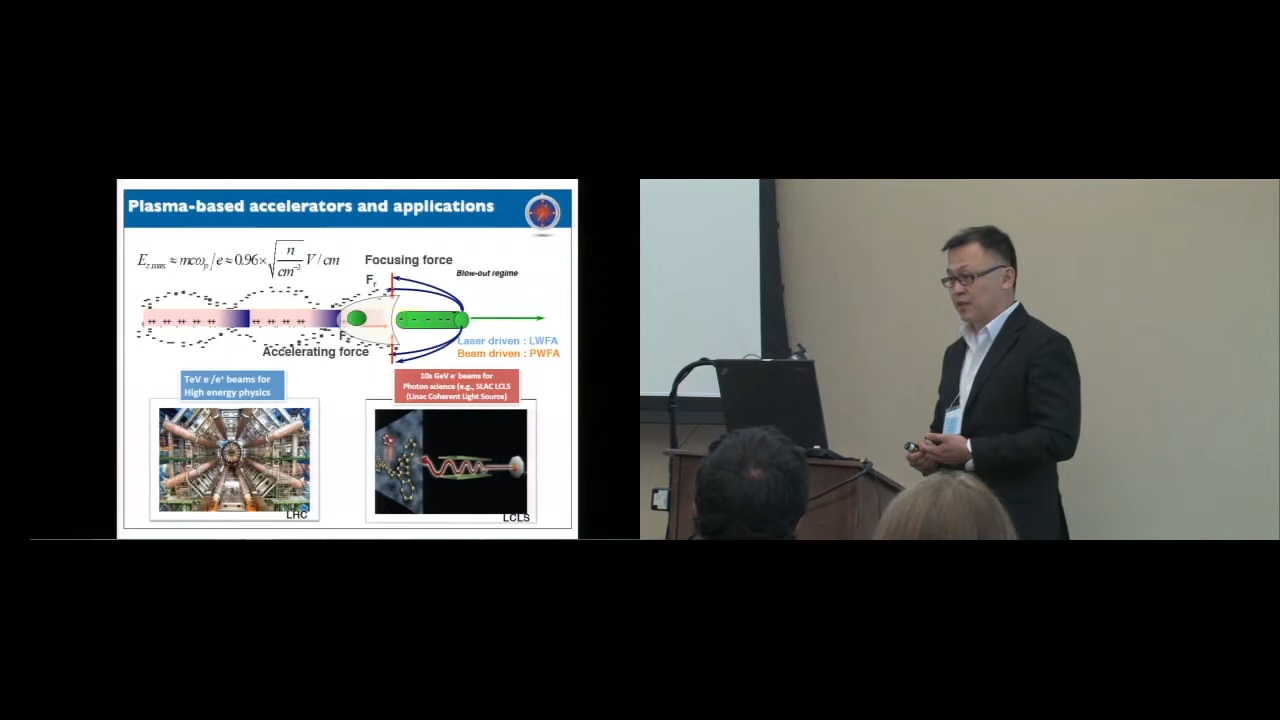 Plasma-based accelerators and applications
E z,max ≈ mcω p / e ≈ 0.96 × √ n / cm⁻³ V / cm
Focusing force
F r
Blow-out regime
F
Accelerating force
Laser driven : LWFA
Beam driven : PWFA
TeV e⁻/e⁺ beams for
High energy physics
10s GeV e⁻ beams for
Photon science (e.g., SLAC LCLS
(Linac Coherent Light Source)
LHC
LCLS